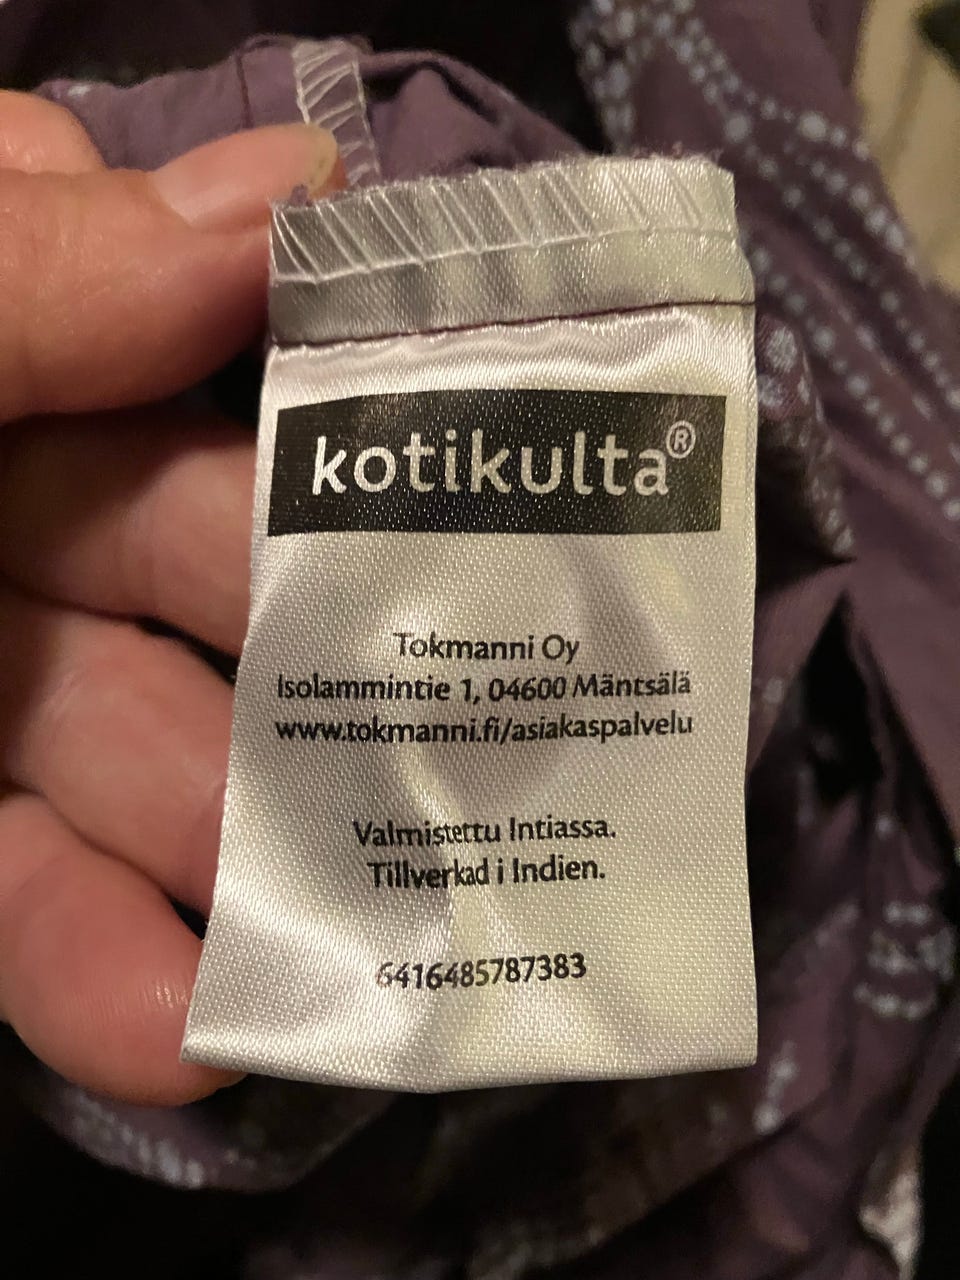 kotikulta®
Tokmanni Oy
Isolammintie 1, 04600 Mäntsälä
www.tokmanni.fi/asiakaspalvelu
Valmistettu Intiassa.
Tillverkad i Indien.
6416485787383